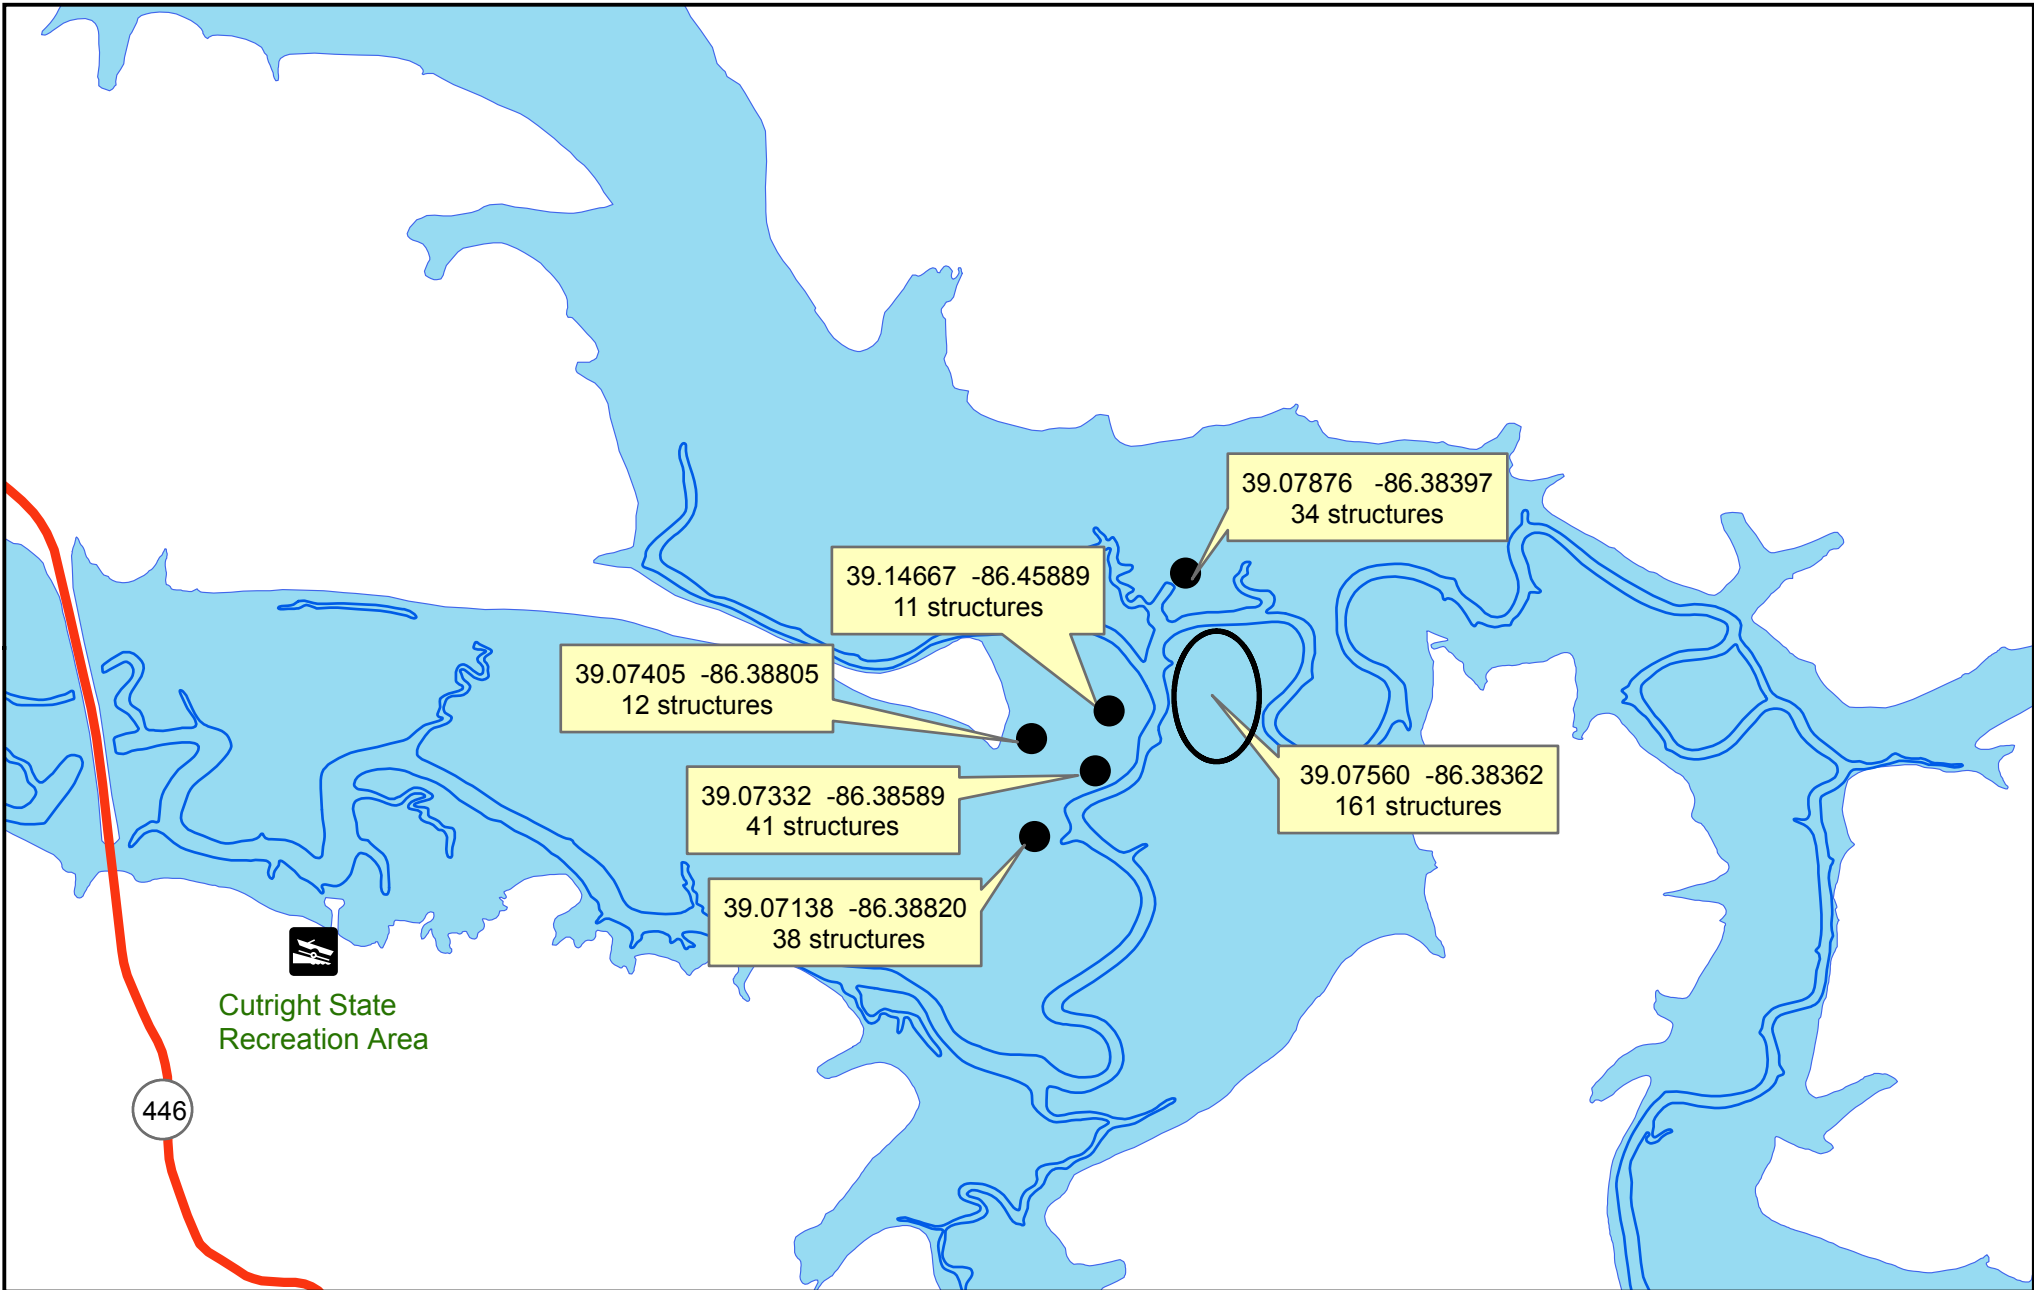 39.07876 -86.38397
34 structures
39.14667 -86.45889
11 structures
39.07405 -86.38805
12 structures
39.07332 -86.38589
41 structures
39.07560 -86.38362
161 structures
39.07138 -86.38820
38 structures
Cutright State
Recreation Area
446